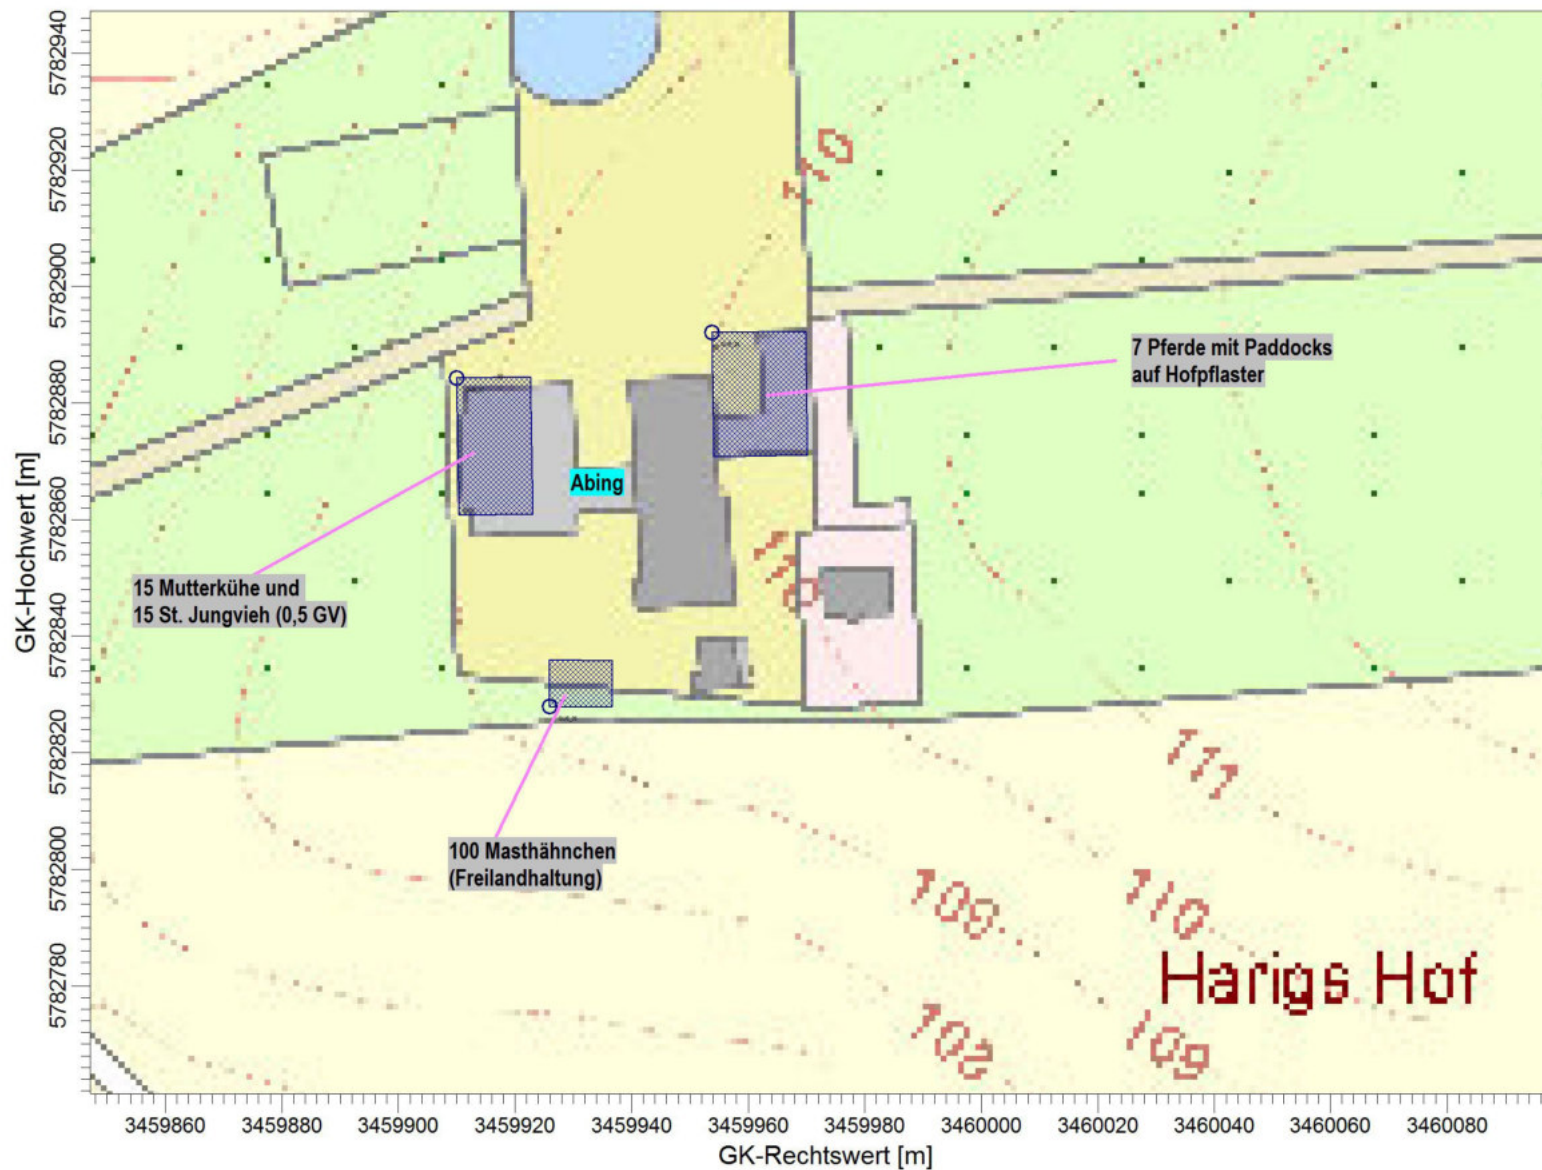 GK-Hochwert [m]
5782940
5782920
5782900
5782880
5782860
5782840
5782820
5782800
5782780
110
7 Pferde mit Paddocks
auf Hofpflaster
Abing
110
15 Mutterkühe und
15 St. Jungvieh (0,5 GV)
111
100 Masthähnchen
(Freilandhaltung)
109
110
Harigs Hof
109
3459860
3459880
3459900
3459920
3459940
3459960
3459980
3460000
3460020
3460040
3460060
3460080
GK-Rechtswert [m]